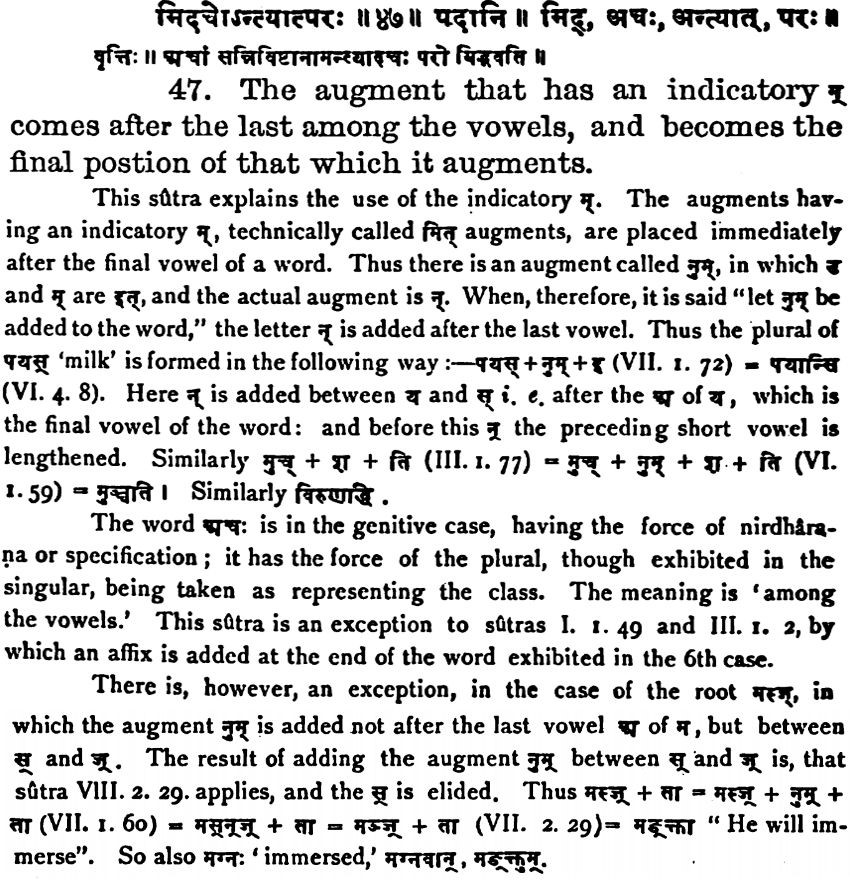 मिदचोऽन्त्यात्परः ॥४७॥ पदानि ॥ मिद्, अचः, अन्त्यात्, परः ॥
वृत्तिः ॥ अचां सन्निविष्टानामन्त्यादचः परो मिद्भवति ॥
47. The augment that has an indicatory म्
comes after the last among the vowels, and becomes the
final postion of that which it augments.
This sûtra explains the use of the indicatory म्. The augments hav-
ing an indicatory म्, technically called मित् augments, are placed immediately
after the final vowel of a word. Thus there is an augment called नुम्, in which उ
and म् are इत्, and the actual augment is न्. When, therefore, it is said "let नुम् be
added to the word," the letter न् is added after the last vowel. Thus the plural of
पयस् 'milk' is formed in the following way :—पयस्+नुम्+इ (VII. 1. 72) = पयान्सि
(VI. 4. 8). Here न् is added between य and स् i. e. after the अ of य, which is
the final vowel of the word: and before this न् the preceding short vowel is
lengthened. Similarly मुच् + श + ति (III. 1. 77) = मुच् + नुम् + श + ति (VI.
1. 59) = मुञ्चति । Similarly विरुणद्धि .
The word अचः is in the genitive case, having the force of nirdhâra-
ṇa or specification ; it has the force of the plural, though exhibited in the
singular, being taken as representing the class. The meaning is 'among
the vowels.' This sûtra is an exception to sûtras I. 1. 49 and III. 1. 2, by
which an affix is added at the end of the word exhibited in the 6th case.
There is, however, an exception, in the case of the root मस्ज्, in
which the augment नुम् is added not after the last vowel अ of म, but between
स् and ज्. The result of adding the augment नुम् between स् and ज् is, that
sûtra VIII. 2. 29. applies, and the स् is elided. Thus मस्ज् + ता = मस्ज् + नुम् +
ता (VII. 1. 60) = मस्न्ज् + ता = मञ्ज् + ता (VII. 2. 29)= मङ्क्ता " He will im-
merse". So also मग्नः 'immersed,' मग्नवान्, मङ्क्तुम्.